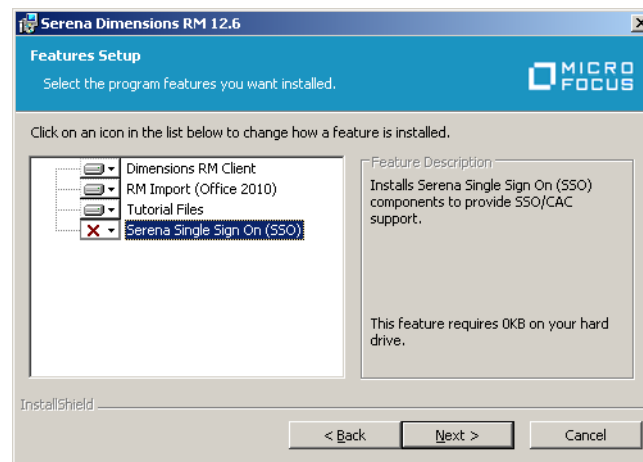 Serena Dimensions RM 12.6
Features Setup
Select the program features you want installed.
MICRO
FOCUS
Click on an icon in the list below to change how a feature is installed.
Dimensions RM Client
RM Import (Office 2010)
Tutorial Files
Serena Single Sign On (SSO)
Feature Description
Installs Serena Single Sign On (SSO)
components to provide SSO/CAC
support.
This feature requires 0KB on your hard
drive.
InstallShield
< Back
Next >
Cancel